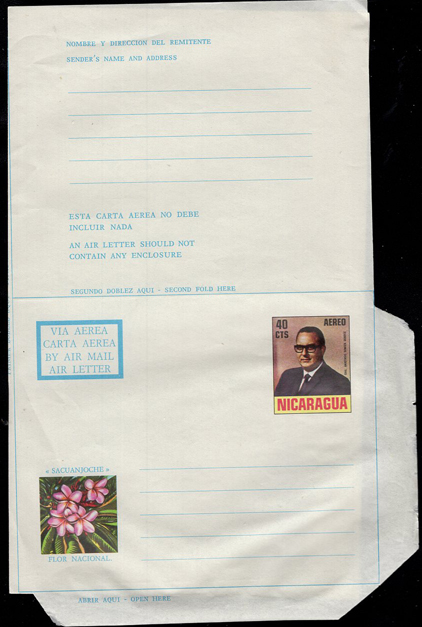 NOMBRE Y DIRECCION DEL REMITENTE
SENDER'S NAME AND ADDRESS
ESTA CARTA AEREA NO DEBE
INCLUIR NADA
AN AIR LETTER SHOULD NOT
CONTAIN ANY ENCLOSURE
SEGUNDO DOBLEZ AQUI - SECOND FOLD HERE
VIA AEREA
CARTA AEREA
BY AIR MAIL
AIR LETTER
40 AEREO
CTS
NICARAGUA
« SACUANJOCHE »
FLOR NACIONAL.
ABRIR AQUI - OPEN HERE